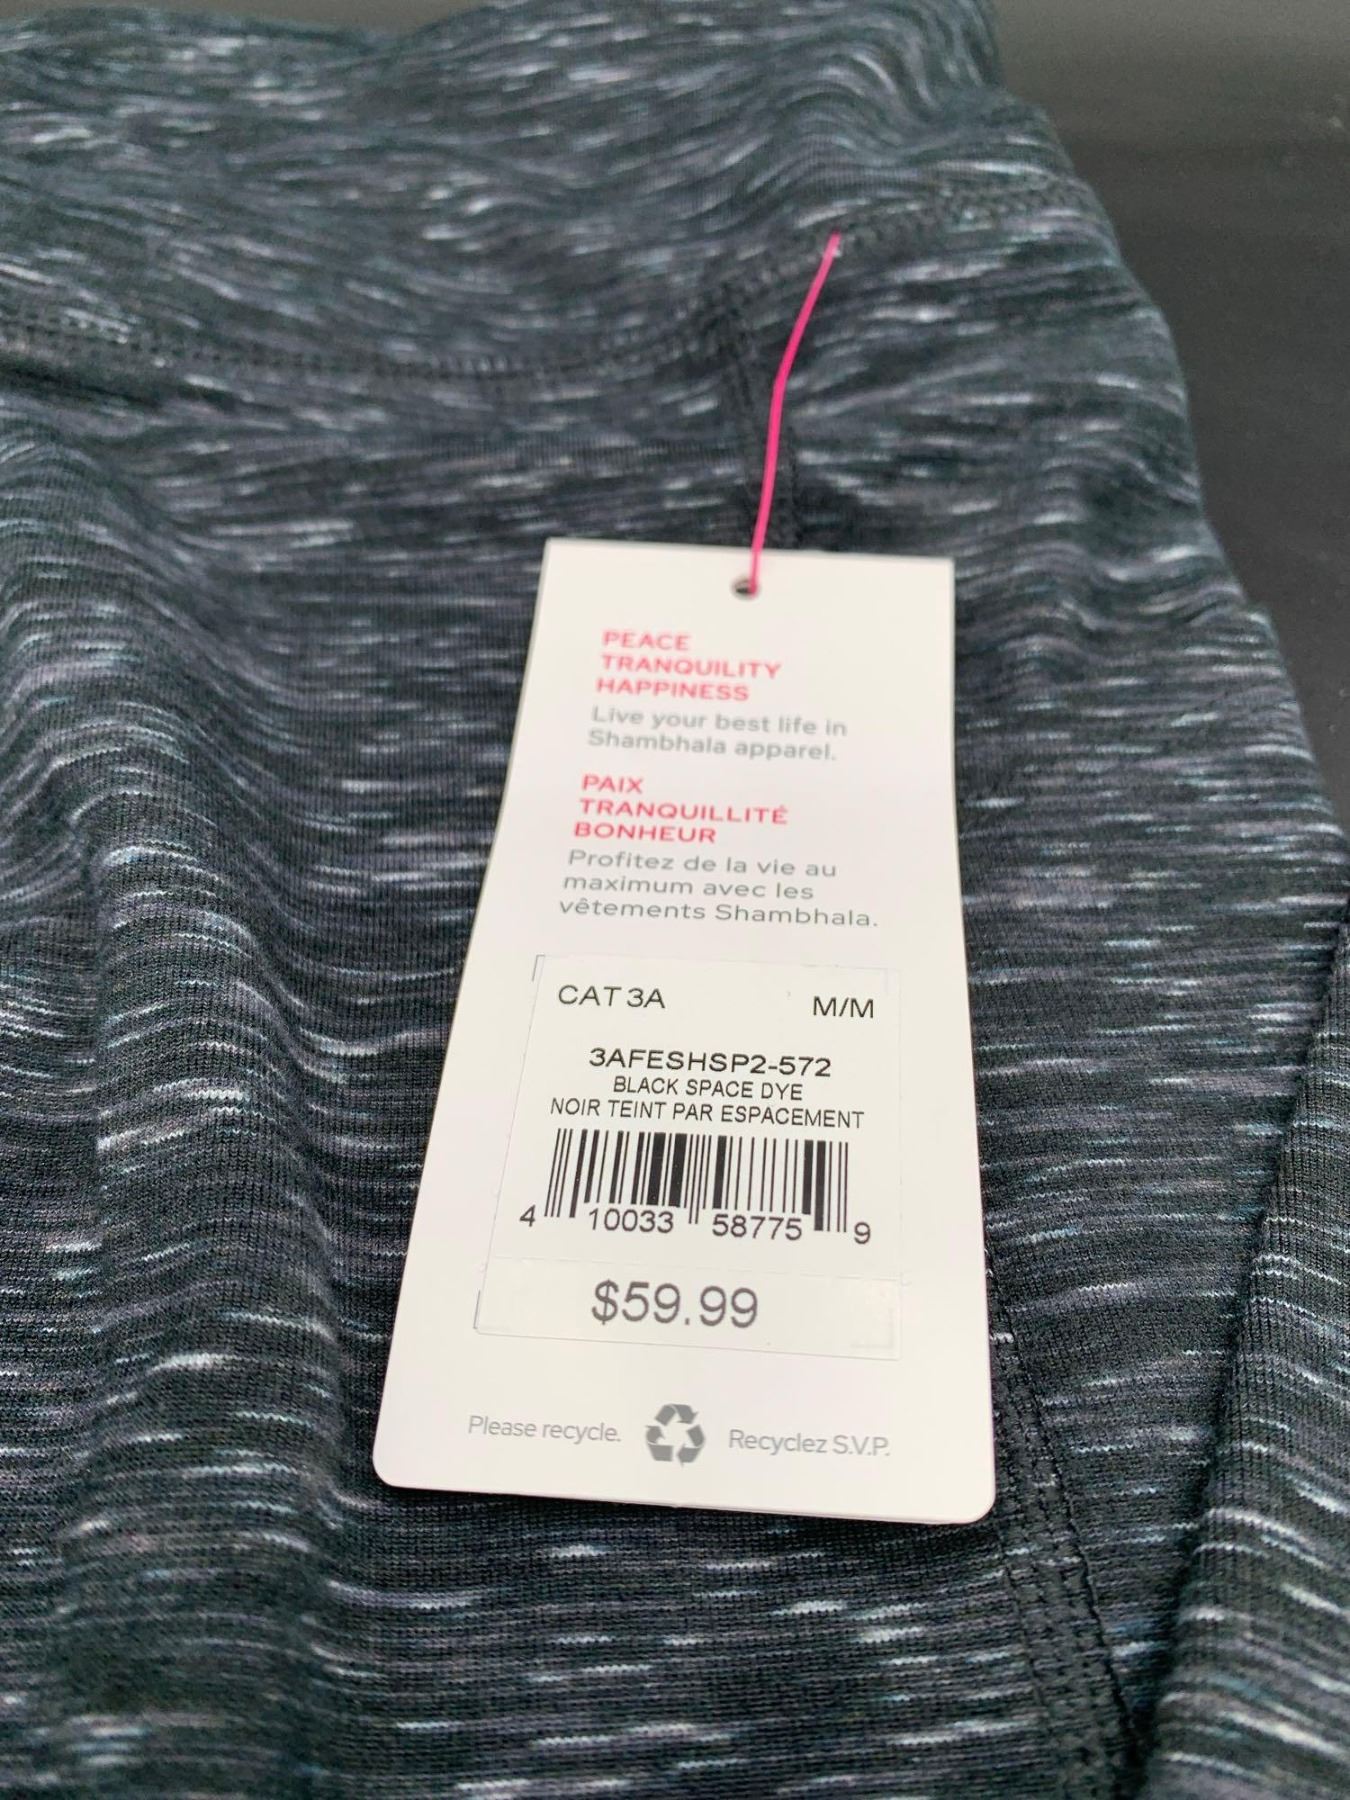 PEACE
TRANQUILITY
HAPPINESS
Live your best life in
Shambhala apparel.
PAIX
TRANQUILLITÉ
BONHEUR
Profitez de la vie au
maximum avec les
vêtements Shambhala.
CAT 3A M/M
3AFESHSP2-572
BLACK SPACE DYE
NOIR TEINT PAR ESPACEMENT
4 10033 58775 9
$59.99
Please recycle. Recyclez S.V.P.